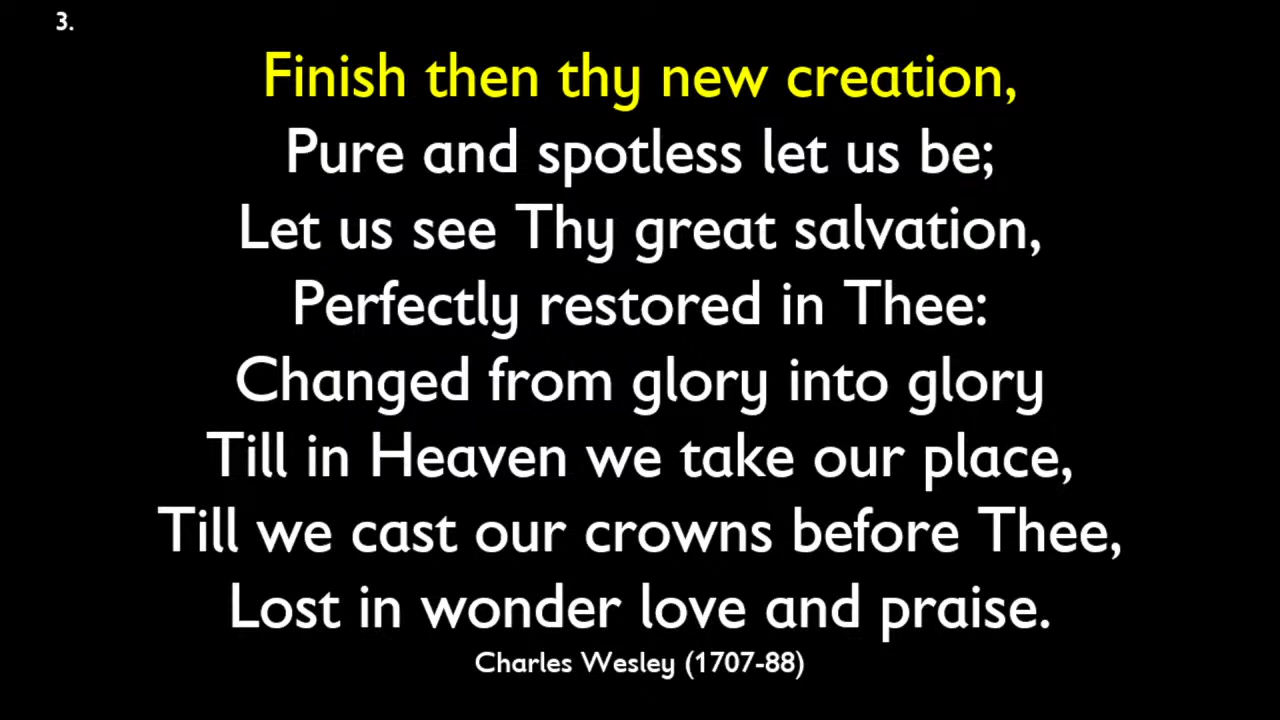 3.
Finish then thy new creation,
Pure and spotless let us be;
Let us see Thy great salvation,
Perfectly restored in Thee:
Changed from glory into glory
Till in Heaven we take our place,
Till we cast our crowns before Thee,
Lost in wonder love and praise.
Charles Wesley (1707-88)